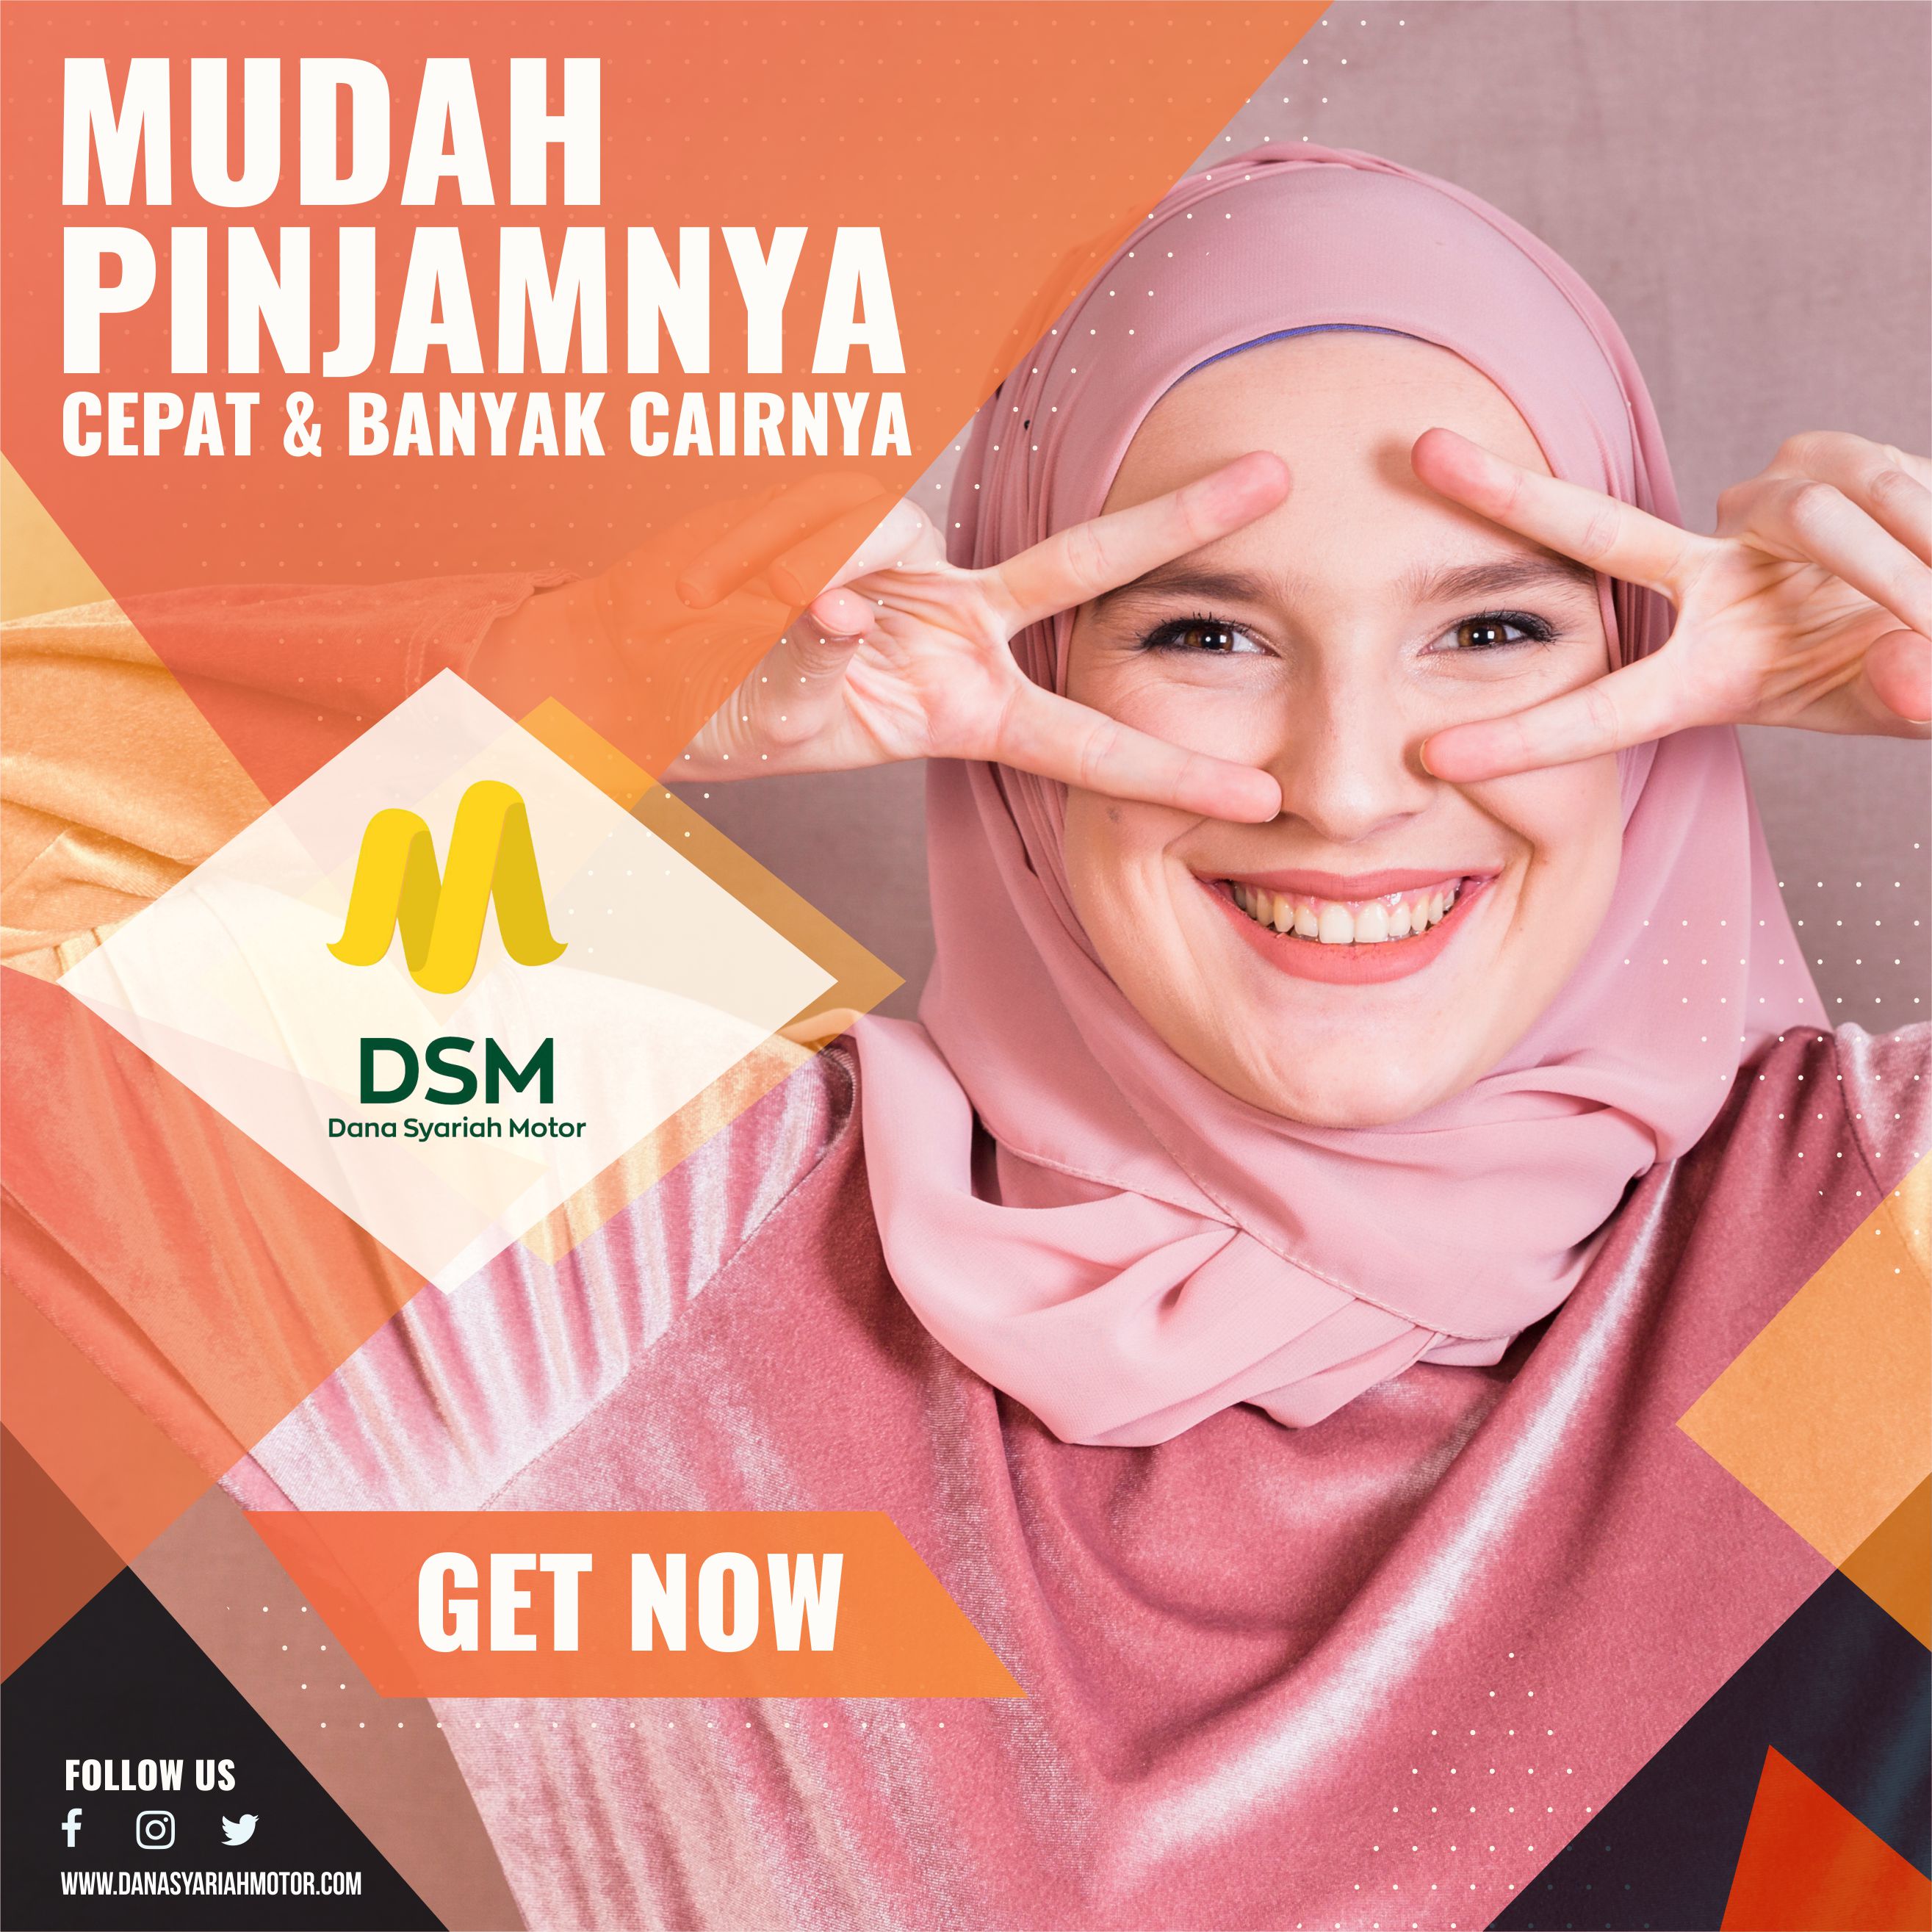 MUDAH
PINJAMNYA
CEPAT & BANYAK CAIRNYA
DSM
Dana Syariah Motor
GET NOW
FOLLOW US
WWW.DANASYARIAHMOTOR.COM